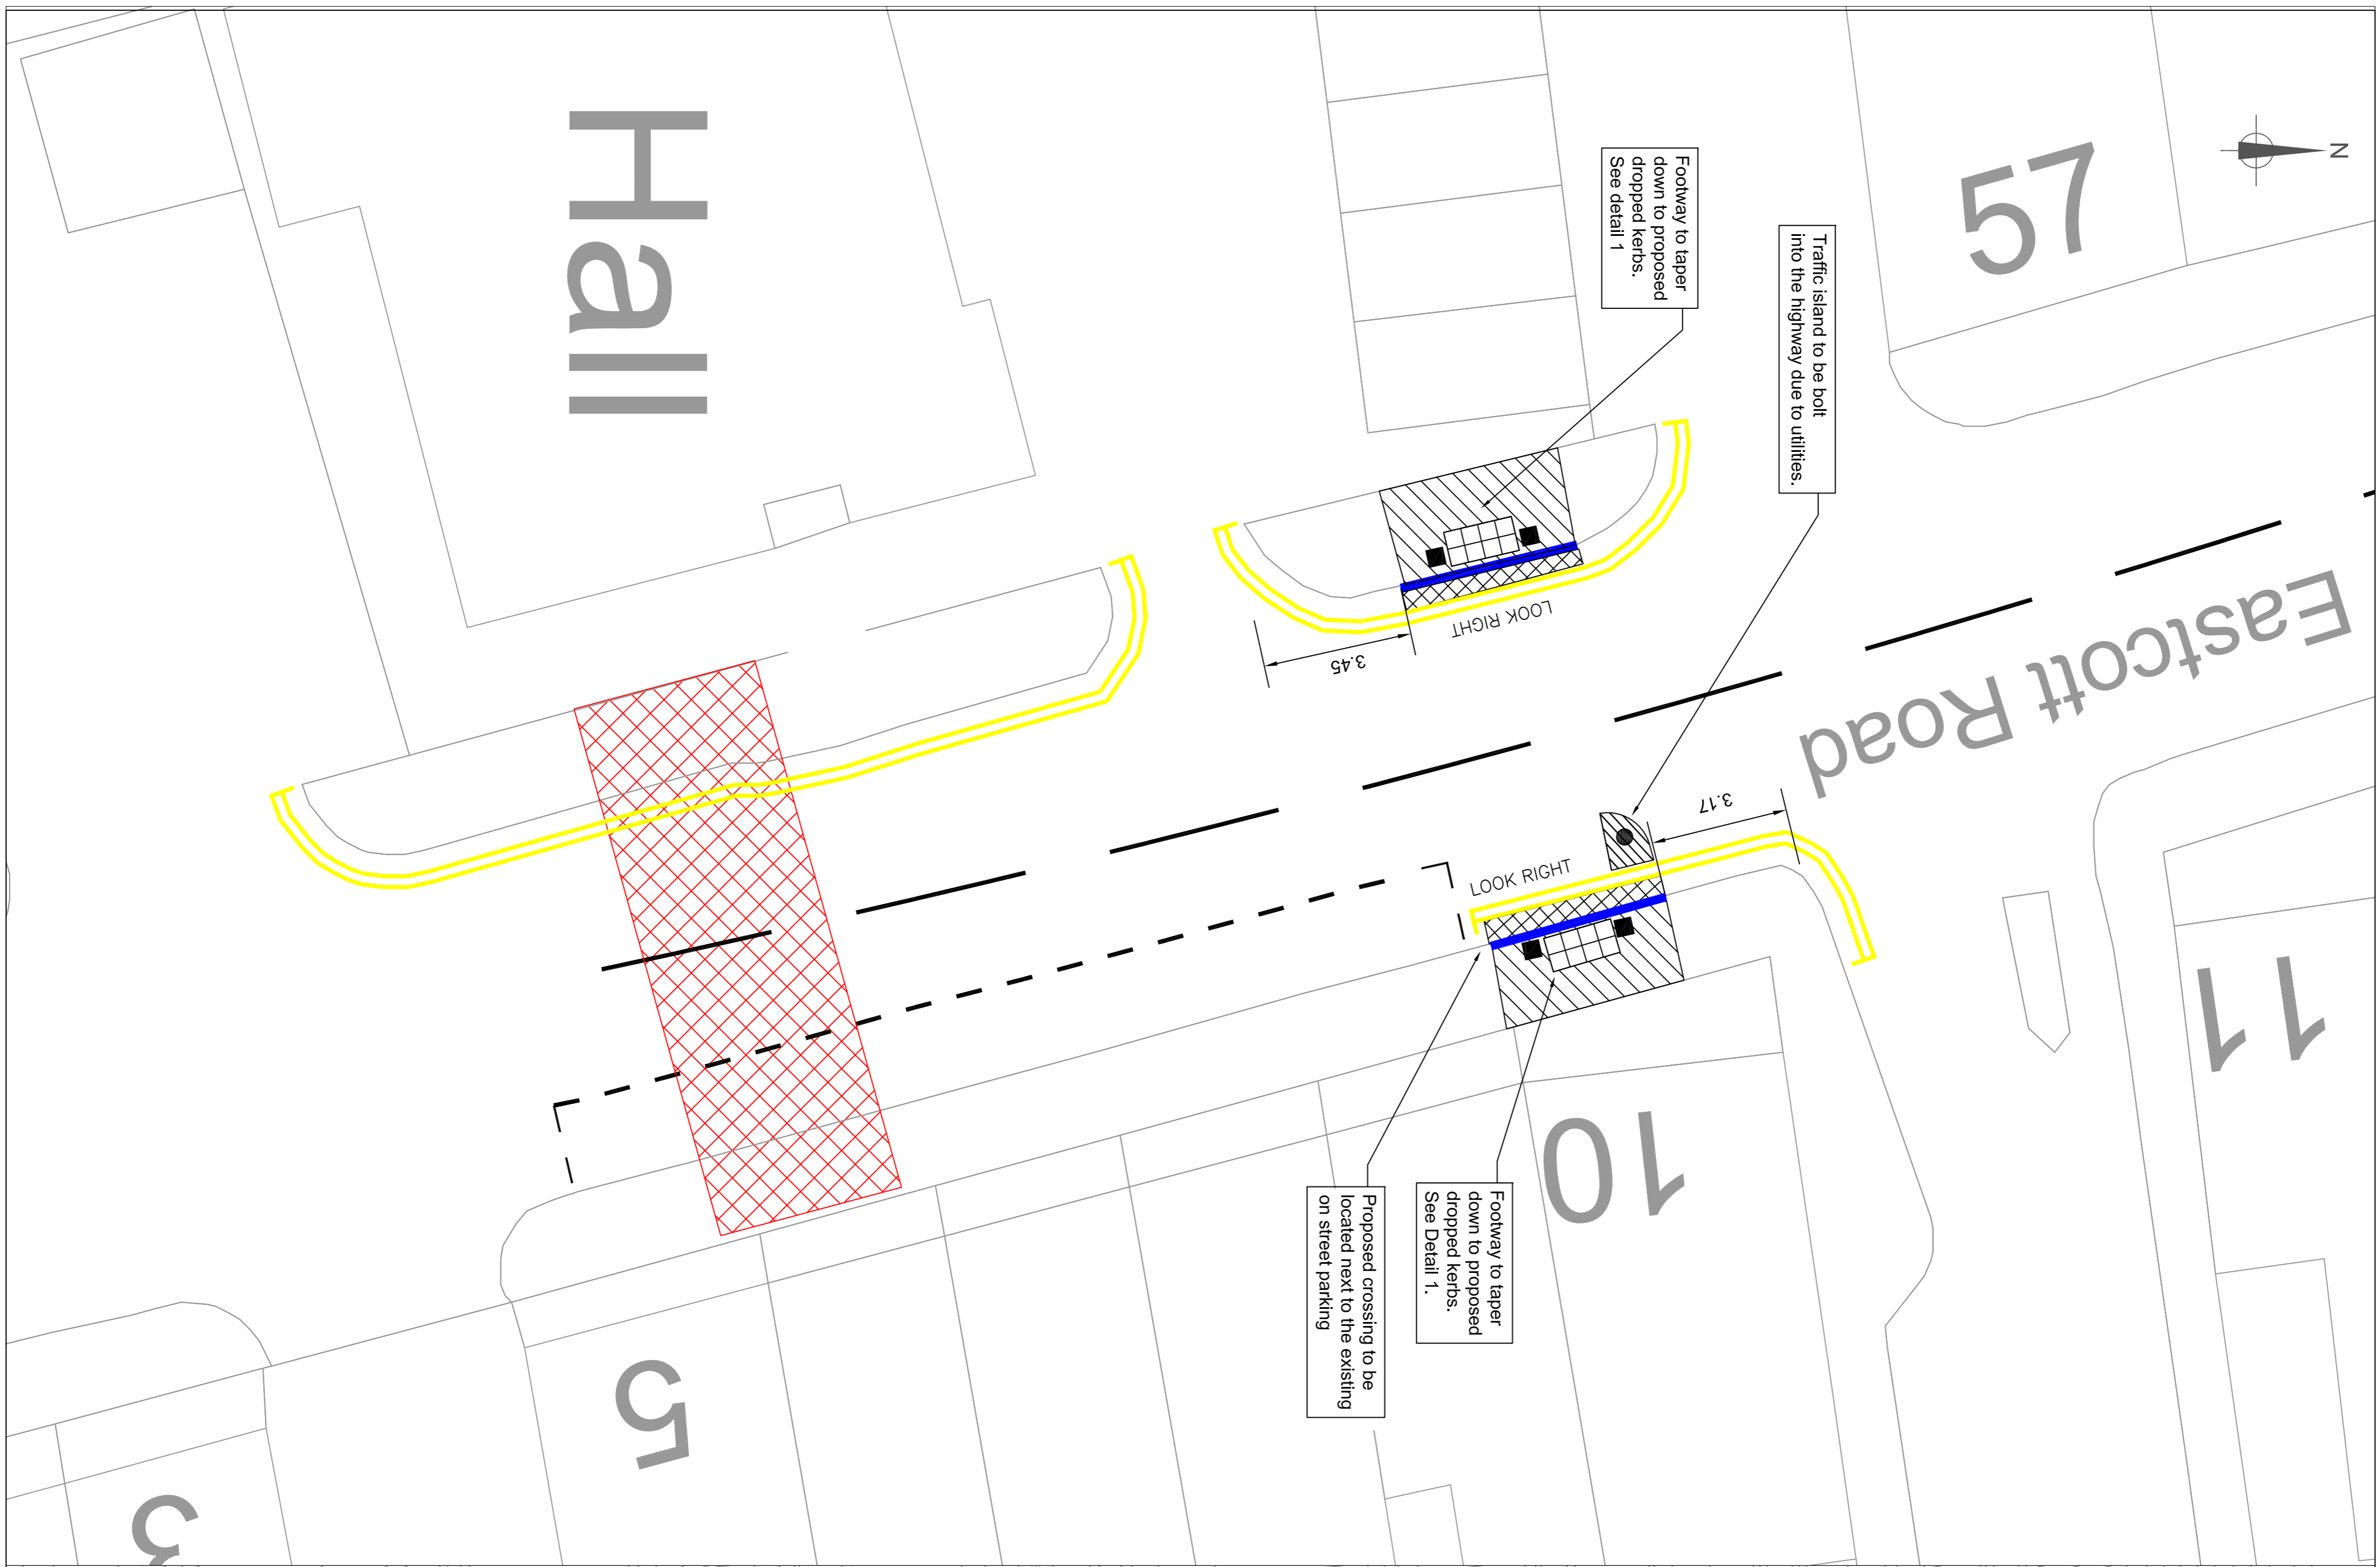 N
57
Hall
Footway to taper
down to proposed
dropped kerbs.
See detail 1
Traffic island to be bolt
into the highway due to utilities.
LOOK RIGHT
3.45
Eastcott Road
3.17
LOOK RIGHT
11
10
Footway to taper
down to proposed
dropped kerbs.
See Detail 1.
Proposed crossing to be
located next to the existing
on street parking
5
3